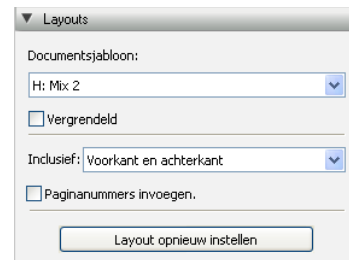 Layouts
Documentsjabloon:
H: Mix 2
Vergrendeld
Inclusief: Voorkant en achterkant
Paginanummers invoegen.
Layout opnieuw instellen